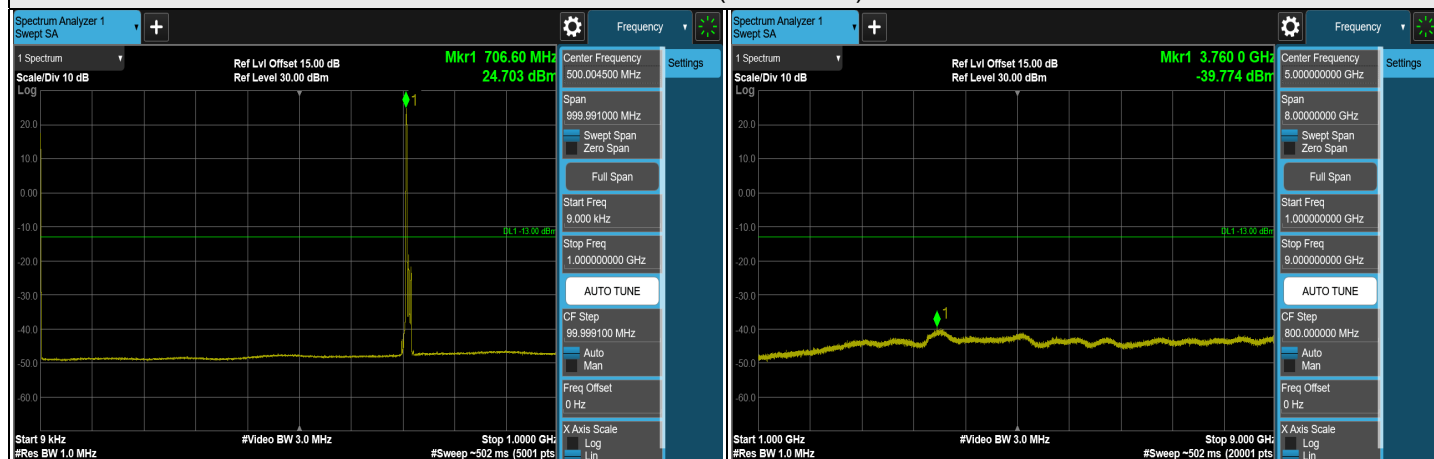 Spectrum Analyzer 1
Swept SA
+
Frequency
1 Spectrum
Scale/Div 10 dB
Log
Ref Lvl Offset 15.00 dB
Ref Level 30.00 dBm
Mkr1 706.60 MHz
24.703 dBm
1
20.0
10.0
0.00
-10.0
-20.0
-30.0
-40.0
-50.0
-60.0
DL1 -13.00 dBm
Start 9 kHz
#Res BW 1.0 MHz
#Video BW 3.0 MHz
Stop 1.0000 GHz
#Sweep ~502 ms (5001 pts
Center Frequency
500.004500 MHz
Settings
Span
999.991000 MHz
Swept Span
Zero Span
Full Span
Start Freq
9.000 kHz
Stop Freq
1.000000000 GHz
AUTO TUNE
CF Step
99.999100 MHz
Auto
Man
Freq Offset
0 Hz
X Axis Scale
Log
Lin
Spectrum Analyzer 1
Swept SA
+
Frequency
1 Spectrum
Scale/Div 10 dB
Log
Ref Lvl Offset 15.00 dB
Ref Level 30.00 dBm
Mkr1 3.760 0 GHz
-39.774 dBm
1
20.0
10.0
0.00
-10.0
-20.0
-30.0
-40.0
-50.0
-60.0
DL1 -13.00 dBm
Start 1.000 GHz
#Res BW 1.0 MHz
#Video BW 3.0 MHz
Stop 9.000 GHz
#Sweep ~502 ms (20001 pts
Center Frequency
5.000000000 GHz
Settings
Span
8.00000000 GHz
Swept Span
Zero Span
Full Span
Start Freq
1.000000000 GHz
Stop Freq
9.000000000 GHz
AUTO TUNE
CF Step
800.000000 MHz
Auto
Man
Freq Offset
0 Hz
X Axis Scale
Log
Lin